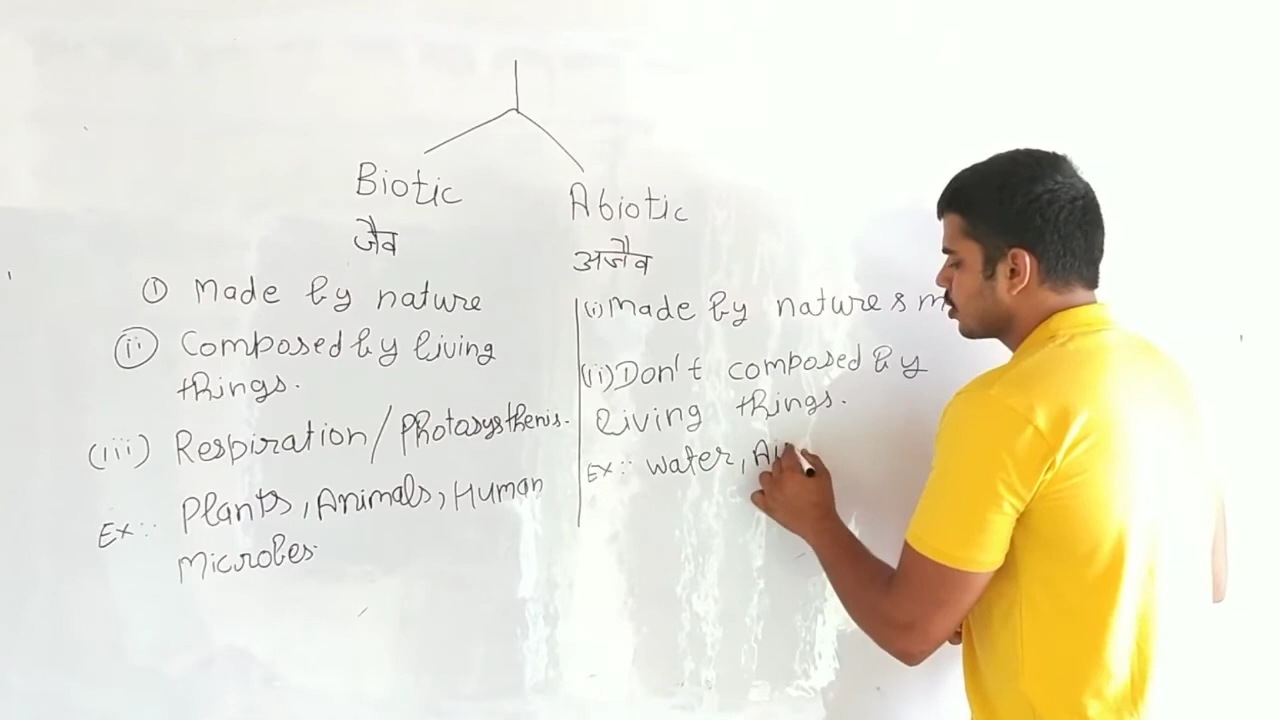 Biotic
जैव
① Made by nature
(ii) Composed by living
things.
(iii) Respiration/Photasysthenis.
Ex:: Plants, Animals, Human
Microbes.
Abiotic
अजैव
(i) Made by nature &
(ii) Don't composed by
living things.
Ex:: water,